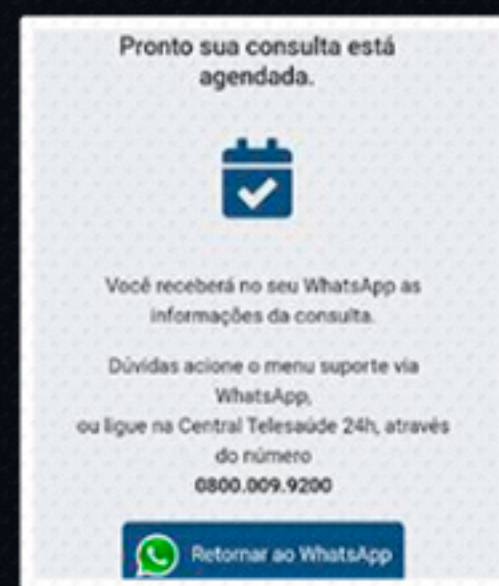 Pronto sua consulta está
agendada.
Você receberá no seu WhatsApp as
informações da consulta.
Dúvidas acione o menu suporte via
WhatsApp,
ou ligue na Central Telesaúde 24h, através
do número
0800.009.9200
Retornar ao WhatsApp